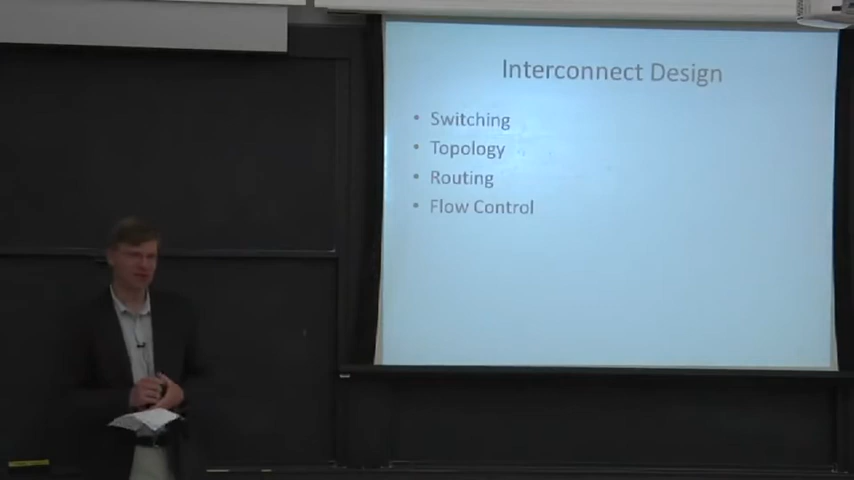 Interconnect Design
• Switching
• Topology
• Routing
• Flow Control